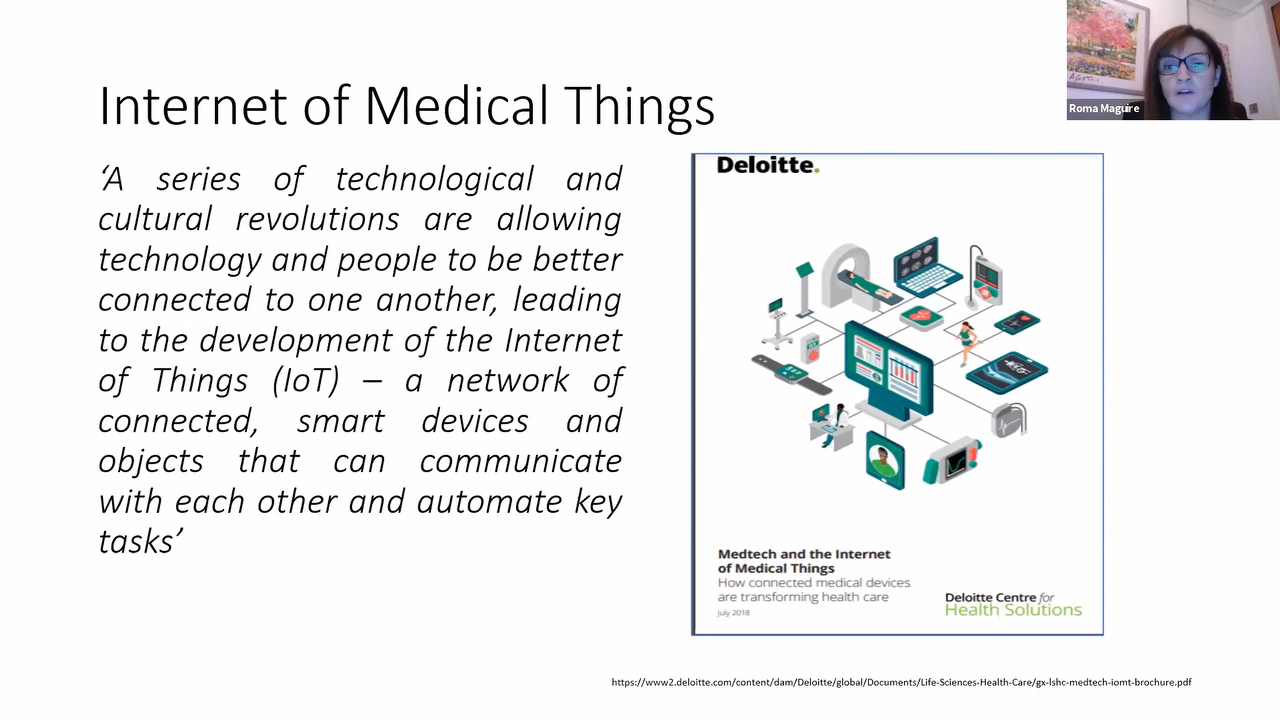 Internet of Medical Things
‘A series of technological and
cultural revolutions are allowing
technology and people to be better
connected to one another, leading
to the development of the Internet
of Things (IoT) – a network of
connected, smart devices and
objects that can communicate
with each other and automate key
tasks’
Roma Maguire
Deloitte.
Medtech and the Internet
of Medical Things
How connected medical devices
are transforming health care
July 2018
Deloitte Centre for
Health Solutions
https://www2.deloitte.com/content/dam/Deloitte/global/Documents/Life-Sciences-Health-Care/gx-lshc-medtech-iomt-brochure.pdf